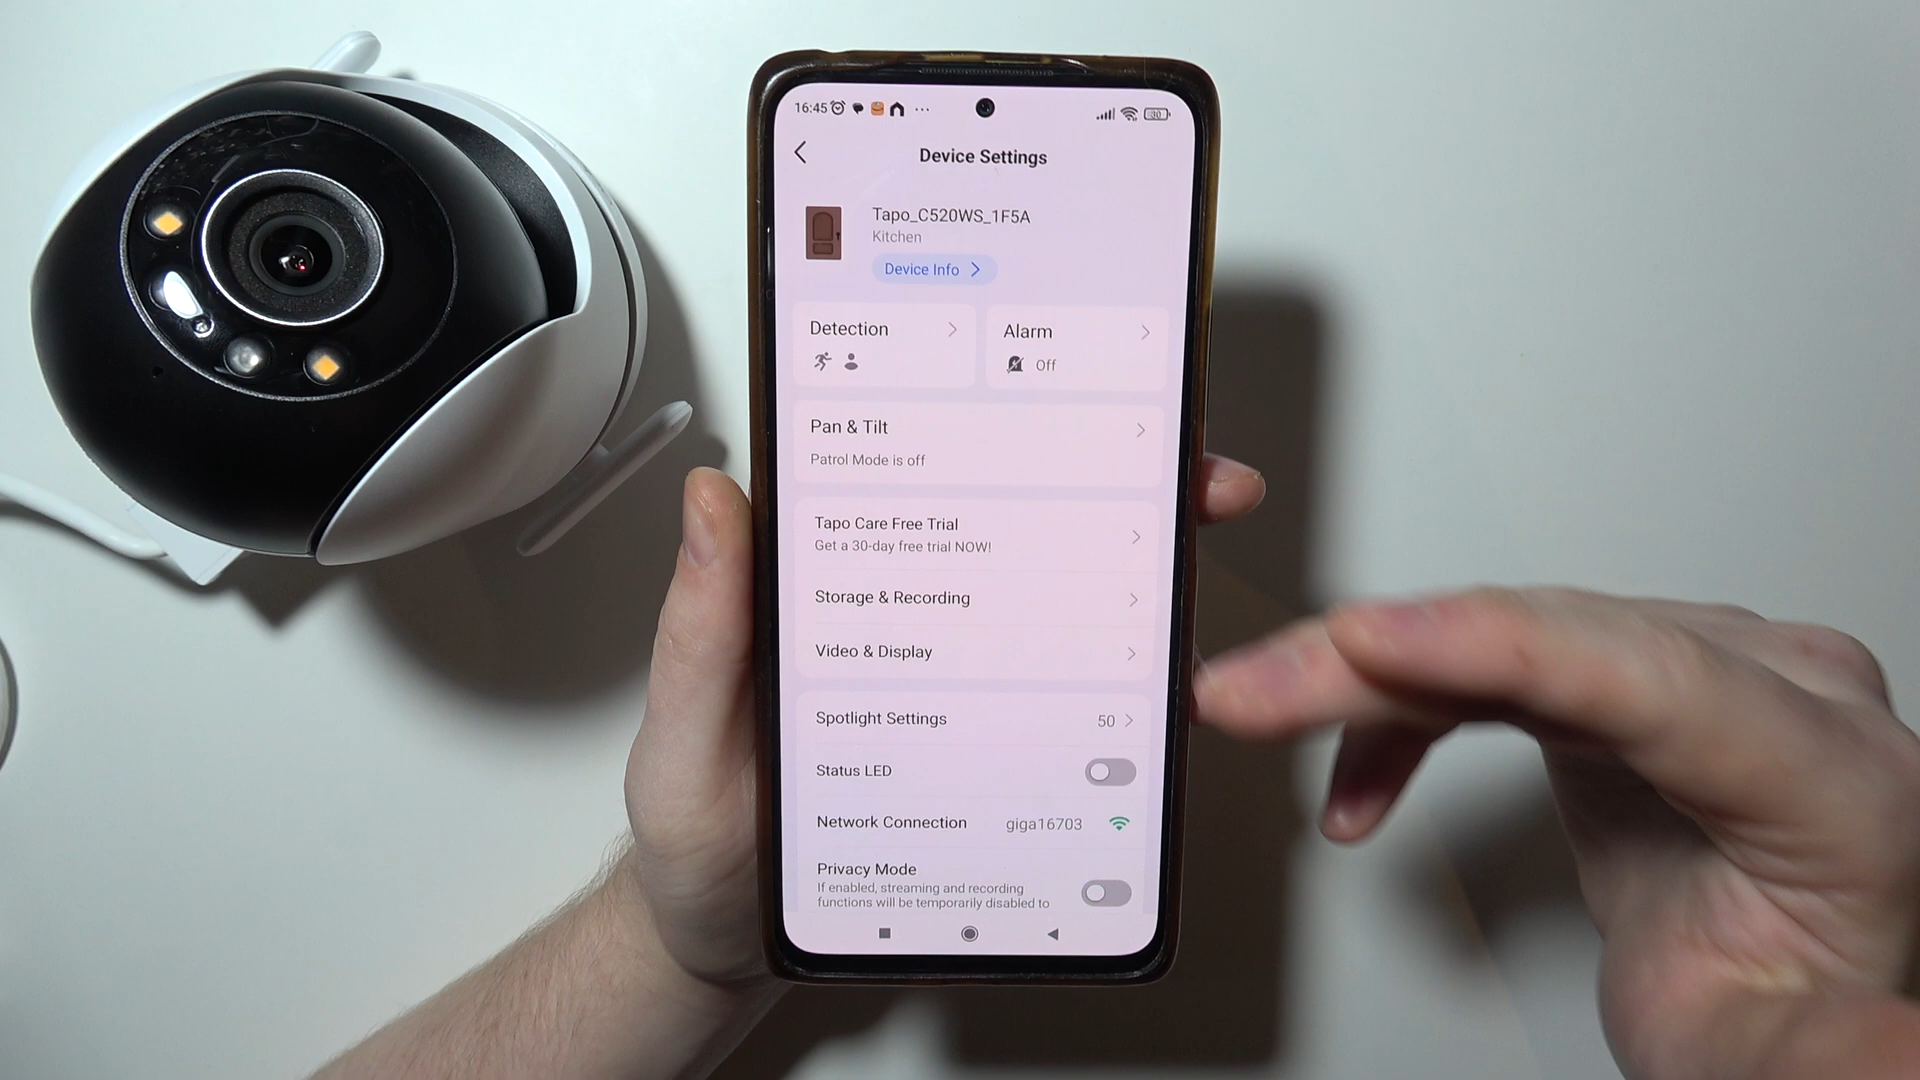 16:45
30
Device Settings
Tapo_C520WS_1F5A
Kitchen
Device Info
Detection
Alarm
Off
Pan & Tilt
Patrol Mode is off
Tapo Care Free Trial
Get a 30-day free trial NOW!
Storage & Recording
Video & Display
Spotlight Settings 50
Status LED
Network Connection giga16703
Privacy Mode
If enabled, streaming and recording
functions will be temporarily disabled to